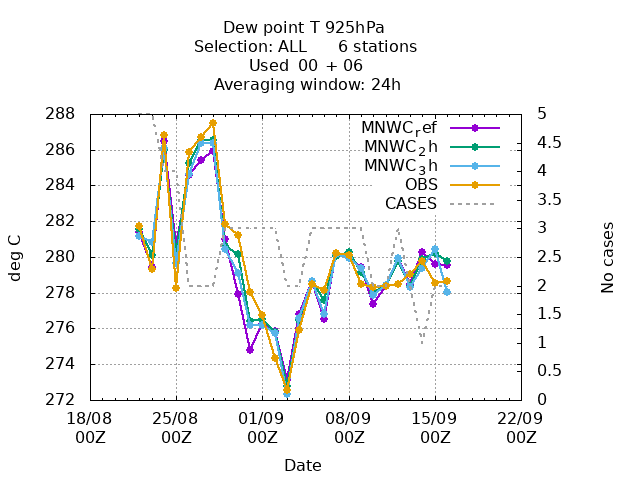 Dew point T 925hPa
Selection: ALL 6 stations
Used 00 + 06
Averaging window: 24h
288
286
284
282
280
278
276
274
272
deg C
5
4.5
4
3.5
3
2.5
2
1.5
1
0.5
0
No cases
MNWC_ref
MNWC_2h
MNWC_3h
OBS
CASES
18/08 25/08 01/09 08/09 15/09 22/09
00Z 00Z 00Z 00Z 00Z 00Z
Date